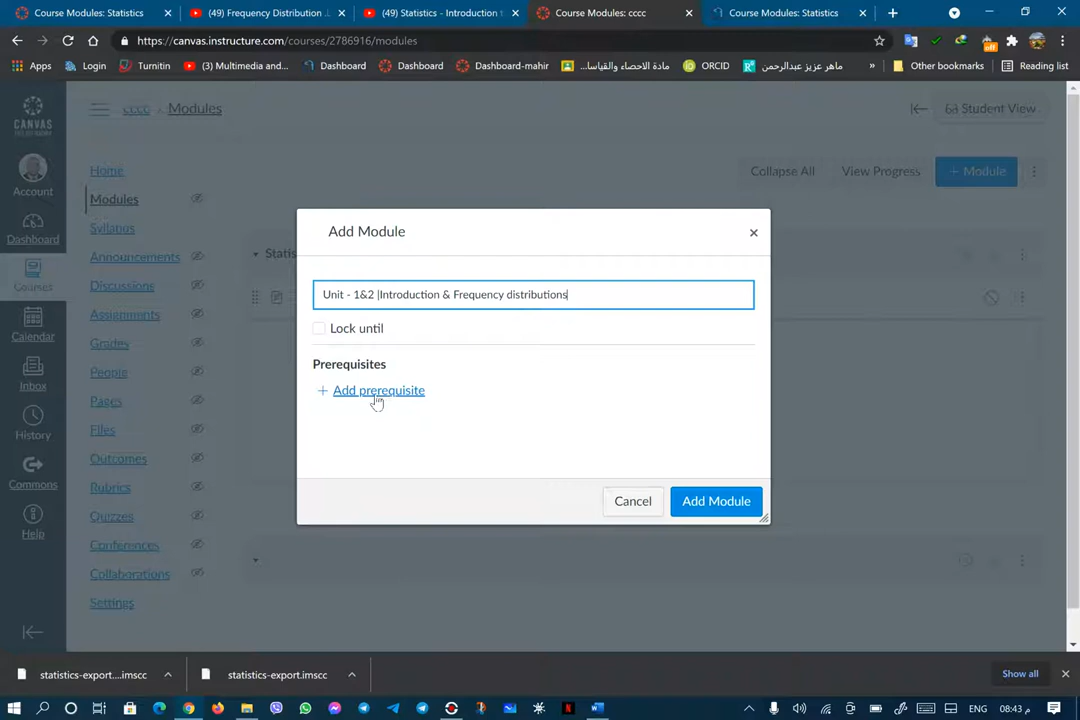 Course Modules: Statistics
(49) Frequency Distribution .
(49) Statistics - Introduction
Course Modules: cccc
Course Modules: Statistics
https://canvas.instructure.com/courses/2786916/modules
Apps
Login
Turnitin
(3) Multimedia and...
Dashboard
Dashboard
Dashboard-mahir
مادة الاحصاء والقياسا...
ORCID
ماهر عزيز عبدالرحمن
»
Other bookmarks
Reading list
off
CANVAS
Account
Dashboard
Courses
Calendar
Inbox
History
Commons
Help
cccc
Modules
Student View
Home
Modules
Syllabus
Announcements
Discussions
Assignments
Grades
People
Pages
Files
Outcomes
Rubrics
Quizzes
Conferences
Collaborations
Settings
Collapse All
View Progress
+ Module
Statis
Add Module
Unit - 1&2 |Introduction & Frequency distributions
Lock until
Prerequisites
+ Add prerequisite
Cancel
Add Module
statistics-export....imscc
statistics-export.imscc
Show all
ENG
08:43 م